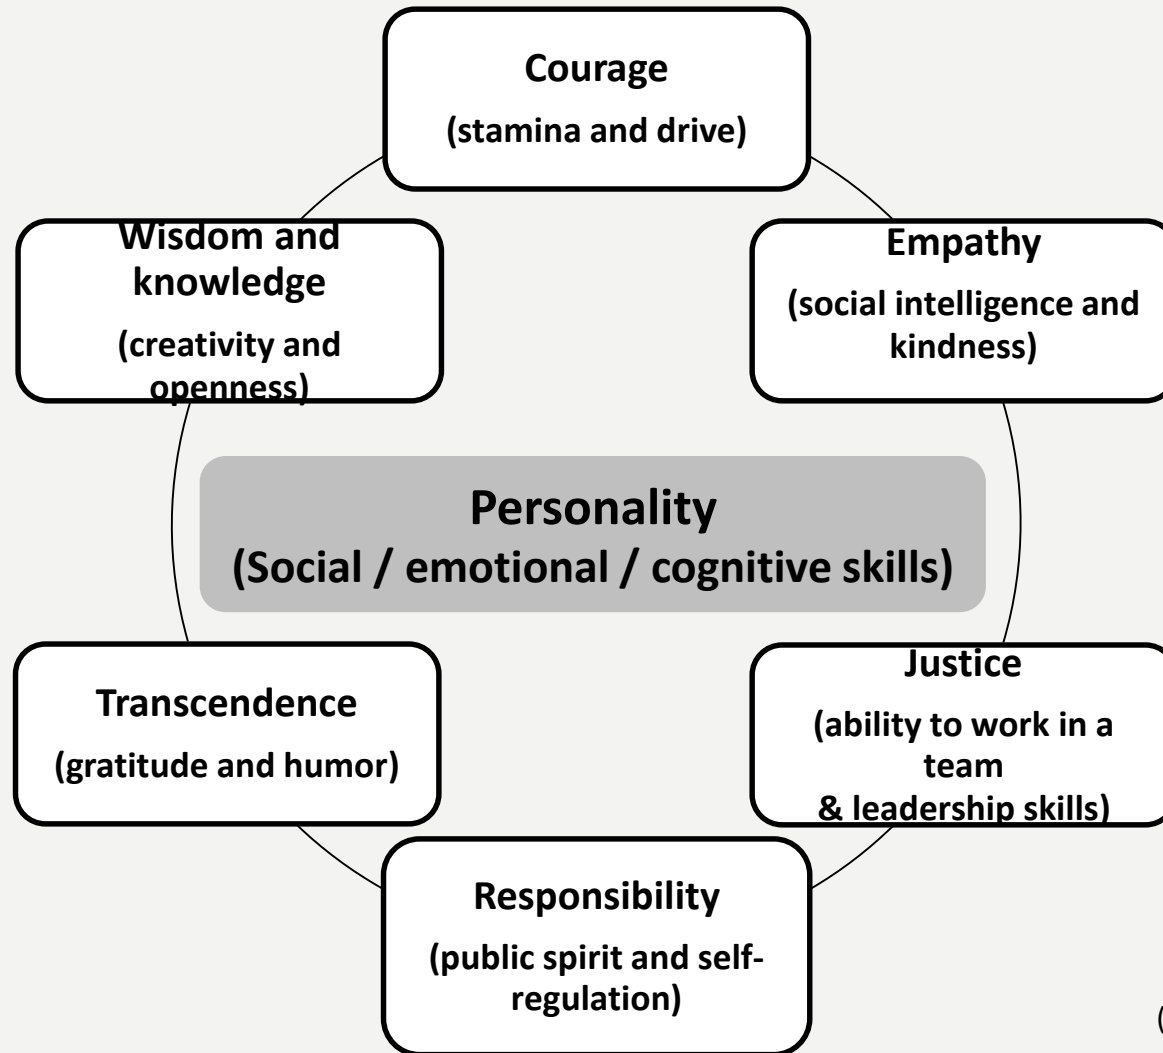 Courage
(stamina and drive)
Wisdom and
knowledge
(creativity and
openness)
Empathy
(social intelligence and
kindness)
Personality
(Social / emotional / cognitive skills)
Transcendence
(gratitude and humor)
Justice
(ability to work in a
team
& leadership skills)
Responsibility
(public spirit and self-
regulation)
(